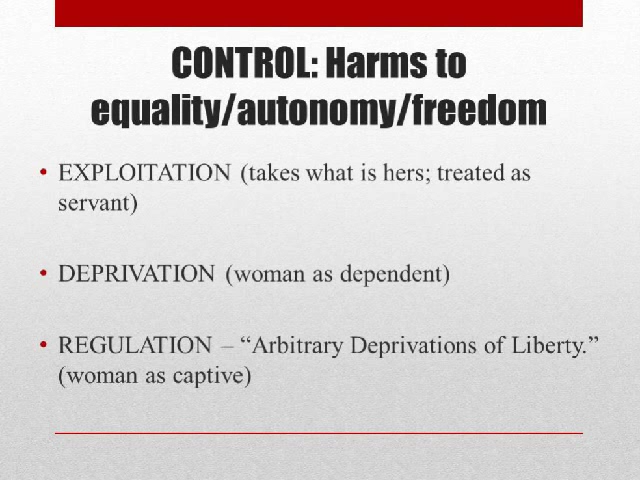 CONTROL: Harms to
equality/autonomy/freedom
• EXPLOITATION (takes what is hers; treated as
servant)
• DEPRIVATION (woman as dependent)
• REGULATION – “Arbitrary Deprivations of Liberty.”
(woman as captive)